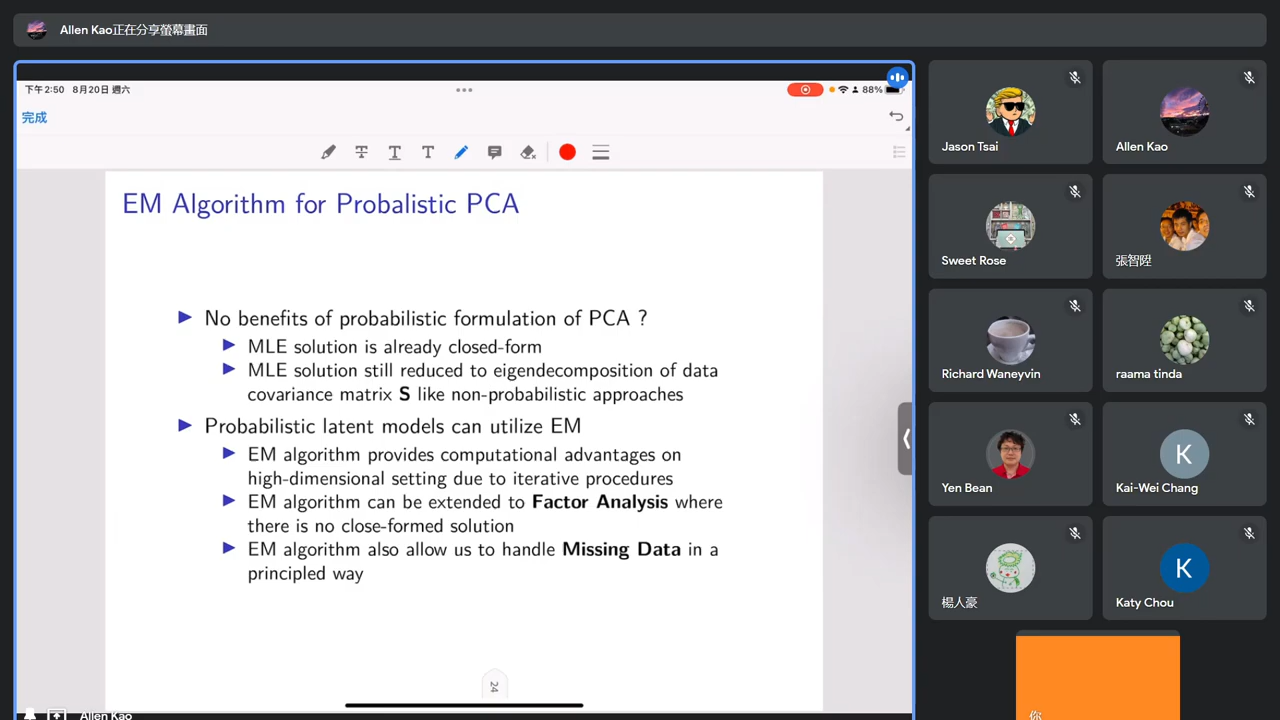 Allen Kao正在分享螢幕畫面
下午2:50 8月20日 週六
88%
完成
EM Algorithm for Probalistic PCA
No benefits of probabilistic formulation of PCA ?
MLE solution is already closed-form
MLE solution still reduced to eigendecomposition of data
covariance matrix S like non-probabilistic approaches
Probabilistic latent models can utilize EM
EM algorithm provides computational advantages on
high-dimensional setting due to iterative procedures
EM algorithm can be extended to Factor Analysis where
there is no close-formed solution
EM algorithm also allow us to handle Missing Data in a
principled way
24
Allen Kao
Jason Tsai
Allen Kao
Sweet Rose
張智陞
Richard Waneyvin
raama tinda
Yen Bean
K
Kai-Wei Chang
楊人豪
K
Katy Chou
你